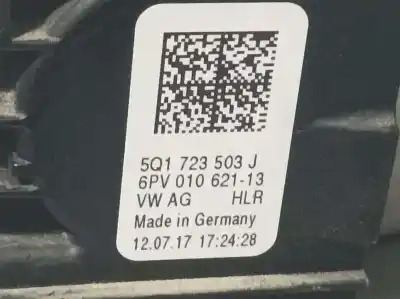 5Q1 723 503 J
6PV 010 621-13
VW AG HLR
Made in Germany
12.07.17 17:24:28